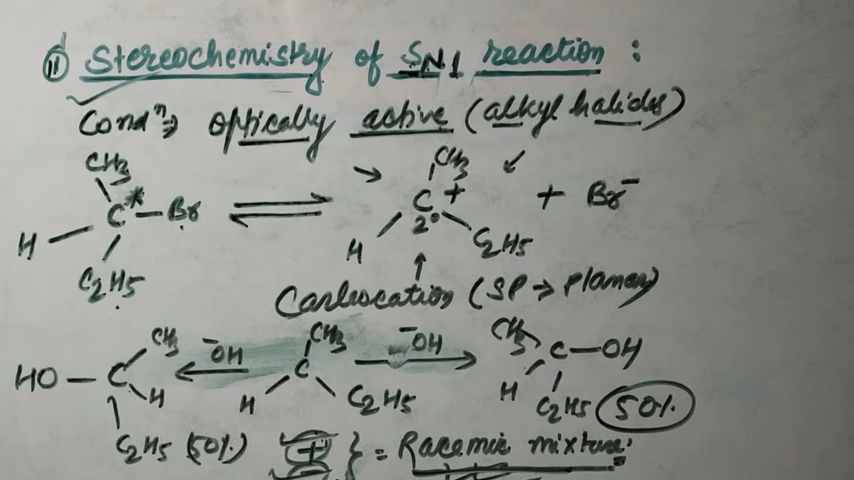 (ii) Stereochemistry of SN1 reaction :
Condⁿ ⇒ optically active (alkyl halides)
CH3 CH3
C* — Br ⇌ C + + Br⁻
H 2°
C2H5 H C2H5
Carbocation (SP → Planar)
CH3 ⁻OH CH3 ⁻OH CH3
HO — C ← C → C — OH
H H C2H5 H
C2H5 (50%) C2H5 50%
+ } = Racemic mixture